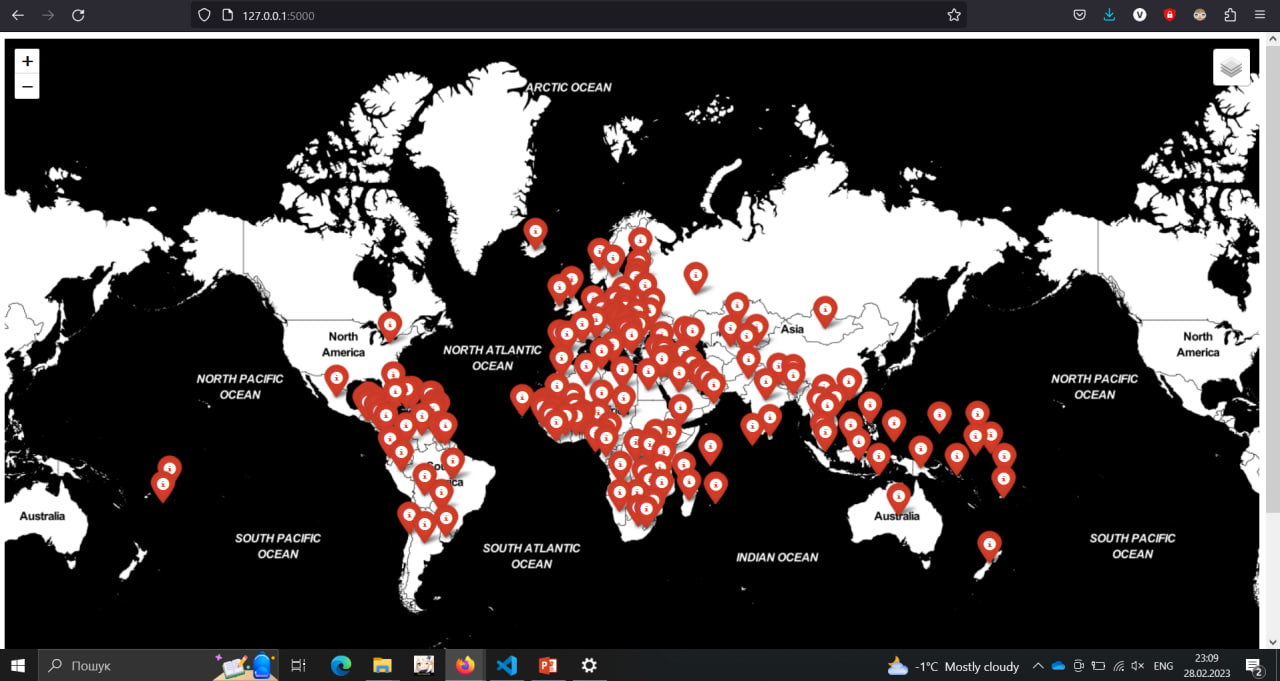 127.0.0.1:5000
+
−
ARCTIC OCEAN
North
America
Asia
North
America
NORTH ATLANTIC
OCEAN
NORTH PACIFIC
OCEAN
NORTH PACIFIC
OCEAN
Australia
Australia
SOUTH PACIFIC
OCEAN
SOUTH ATLANTIC
OCEAN
INDIAN OCEAN
SOUTH PACIFIC
OCEAN
Пошук
-1°C Mostly cloudy
ENG
23:09
28.02.2023
2